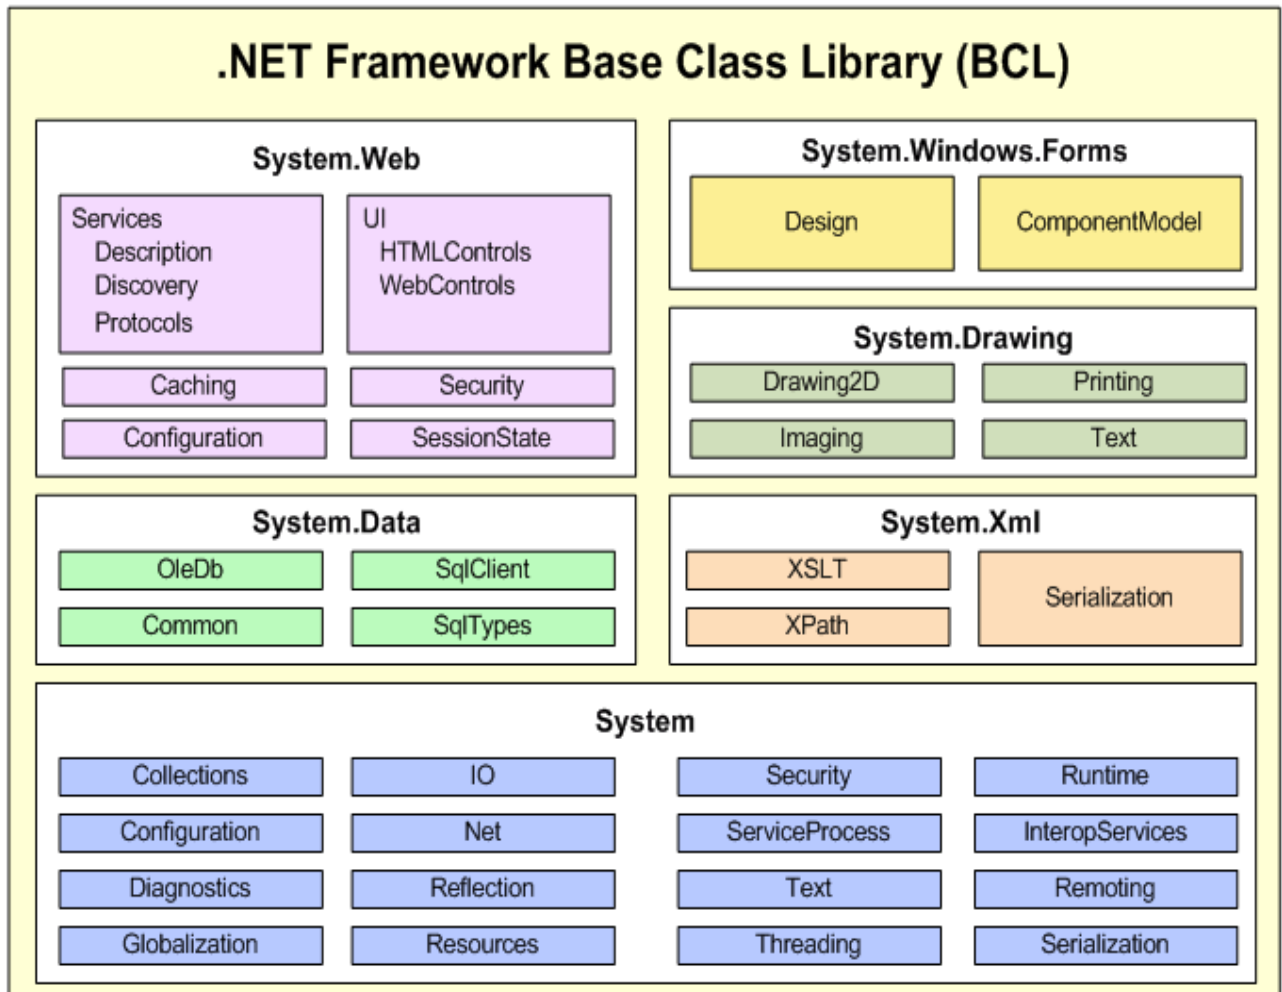 .NET Framework Base Class Library (BCL)
System.Web
Services
Description
Discovery
Protocols
UI
HTMLControls
WebControls
Caching
Security
Configuration
SessionState
System.Windows.Forms
Design
ComponentModel
System.Drawing
Drawing2D
Printing
Imaging
Text
System.Data
OleDb
SqlClient
Common
SqlTypes
System.Xml
XSLT
XPath
Serialization
System
Collections
IO
Security
Runtime
Configuration
Net
ServiceProcess
InteropServices
Diagnostics
Reflection
Text
Remoting
Globalization
Resources
Threading
Serialization